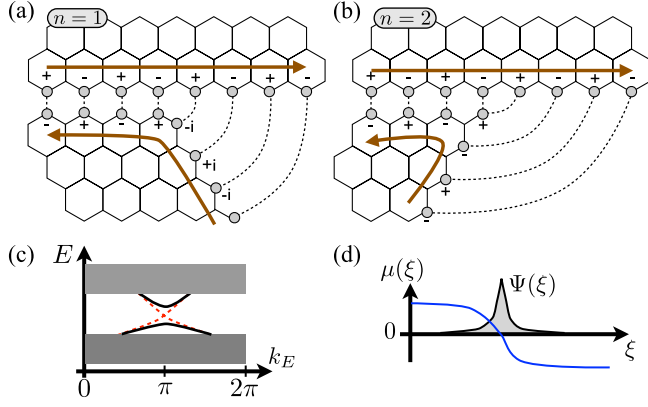 (a) n = 1 (b) n = 2
+ - + - + - + - + - + - + - + -
- + - + -i - + - +
+i -
-i +
-
(c) (d)
E μ(ξ) Ψ(ξ)
0 ξ
k_E
0 π 2π